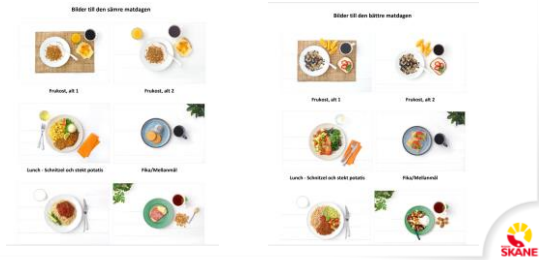 Bilder till den sämre matdagen
Frukost, alt 1
Frukost, alt 2
Lunch - Schnitzel och stekt potatis
Fika/Mellanmål
Bilder till den bättre matdagen
Frukost, alt 1
Frukost, alt 2
Lunch - Schnitzel och stekt potatis
Fika/Mellanmål
SKÅNE